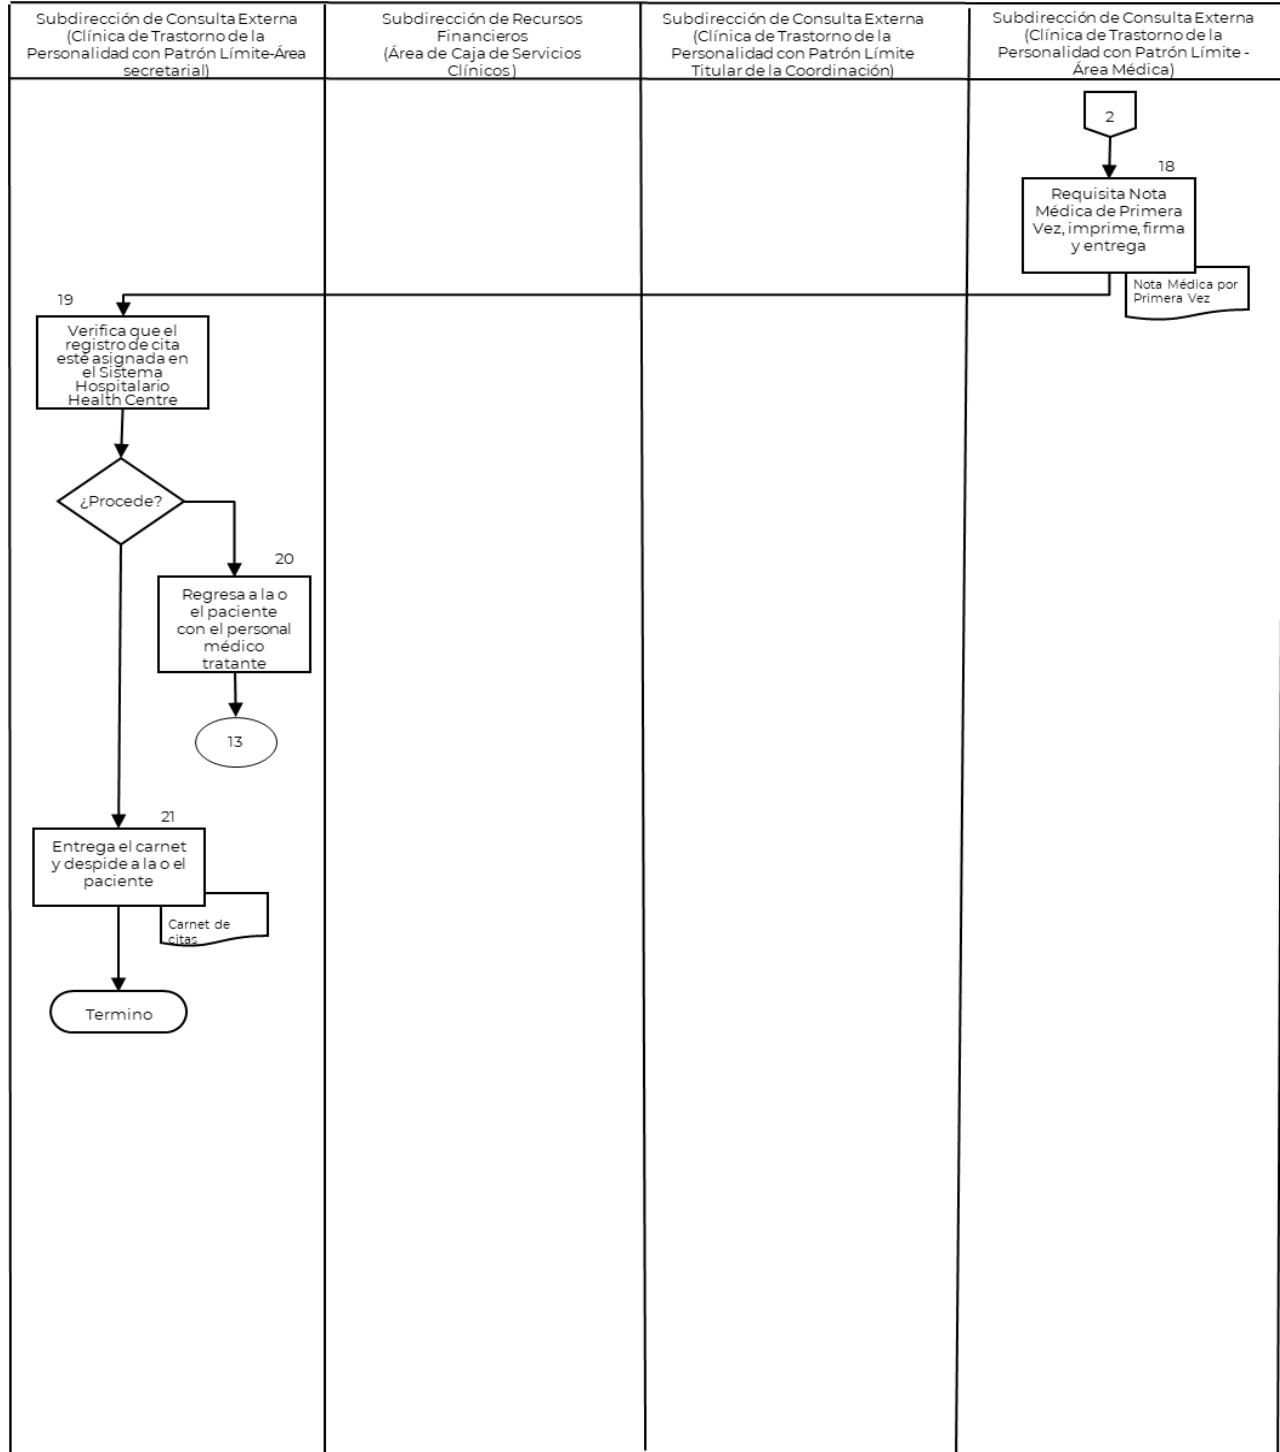 Subdirección de Consulta Externa
(Clínica de Trastorno de la
Personalidad con Patrón Límite-Área
secretarial)
Subdirección de Recursos
Financieros
(Área de Caja de Servicios
Clínicos)
Subdirección de Consulta Externa
(Clínica de Trastorno de la
Personalidad con Patrón Límite
Titular de la Coordinación)
Subdirección de Consulta Externa
(Clínica de Trastorno de la
Personalidad con Patrón Límite -
Área Médica)
2
18
Requisita Nota
Médica de Primera
Vez, imprime, firma
y entrega
Nota Médica por
Primera Vez
19
Verifica que el
registro de cita
esté asignada en
el Sistema
Hospitalario
Health Centre
¿Procede?
20
Regresa a la o
el paciente
con el personal
médico
tratante
13
21
Entrega el carnet
y despide a la o el
paciente
Carnet de
citas
Termino